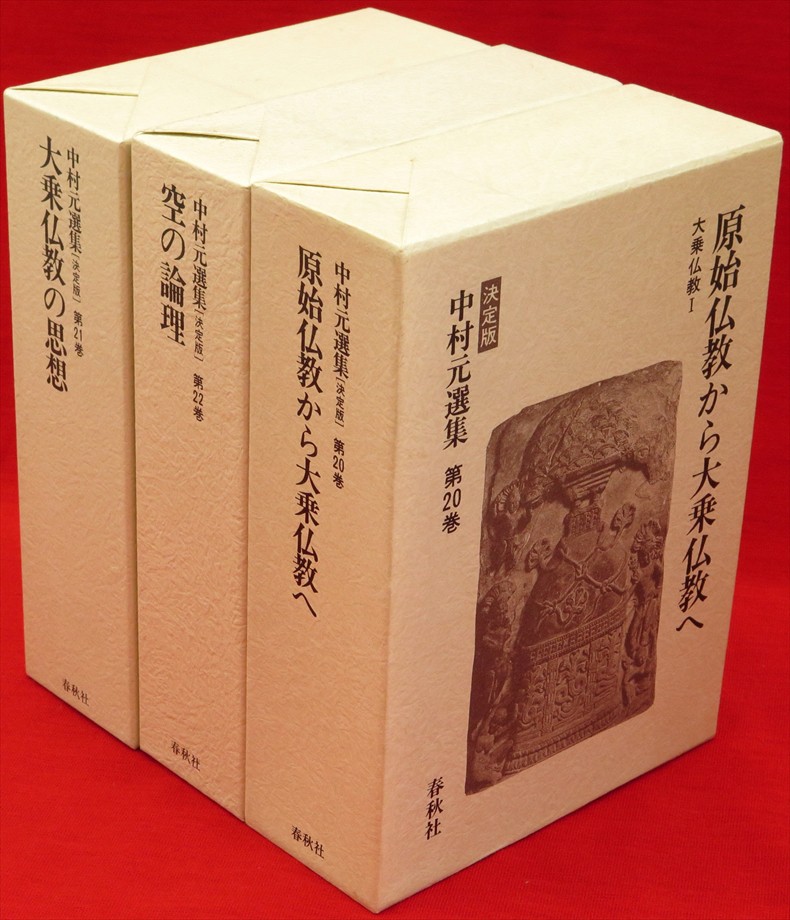 原始仏教から大乗仏教へ
大乗仏教 I
決定版
中村元選集 第20巻
春秋社
中村元選集［決定版］ 第20巻
原始仏教から大乗仏教へ
春秋社
中村元選集［決定版］ 第22巻
空の論理
春秋社
中村元選集［決定版］ 第21巻
大乗仏教の思想
春秋社